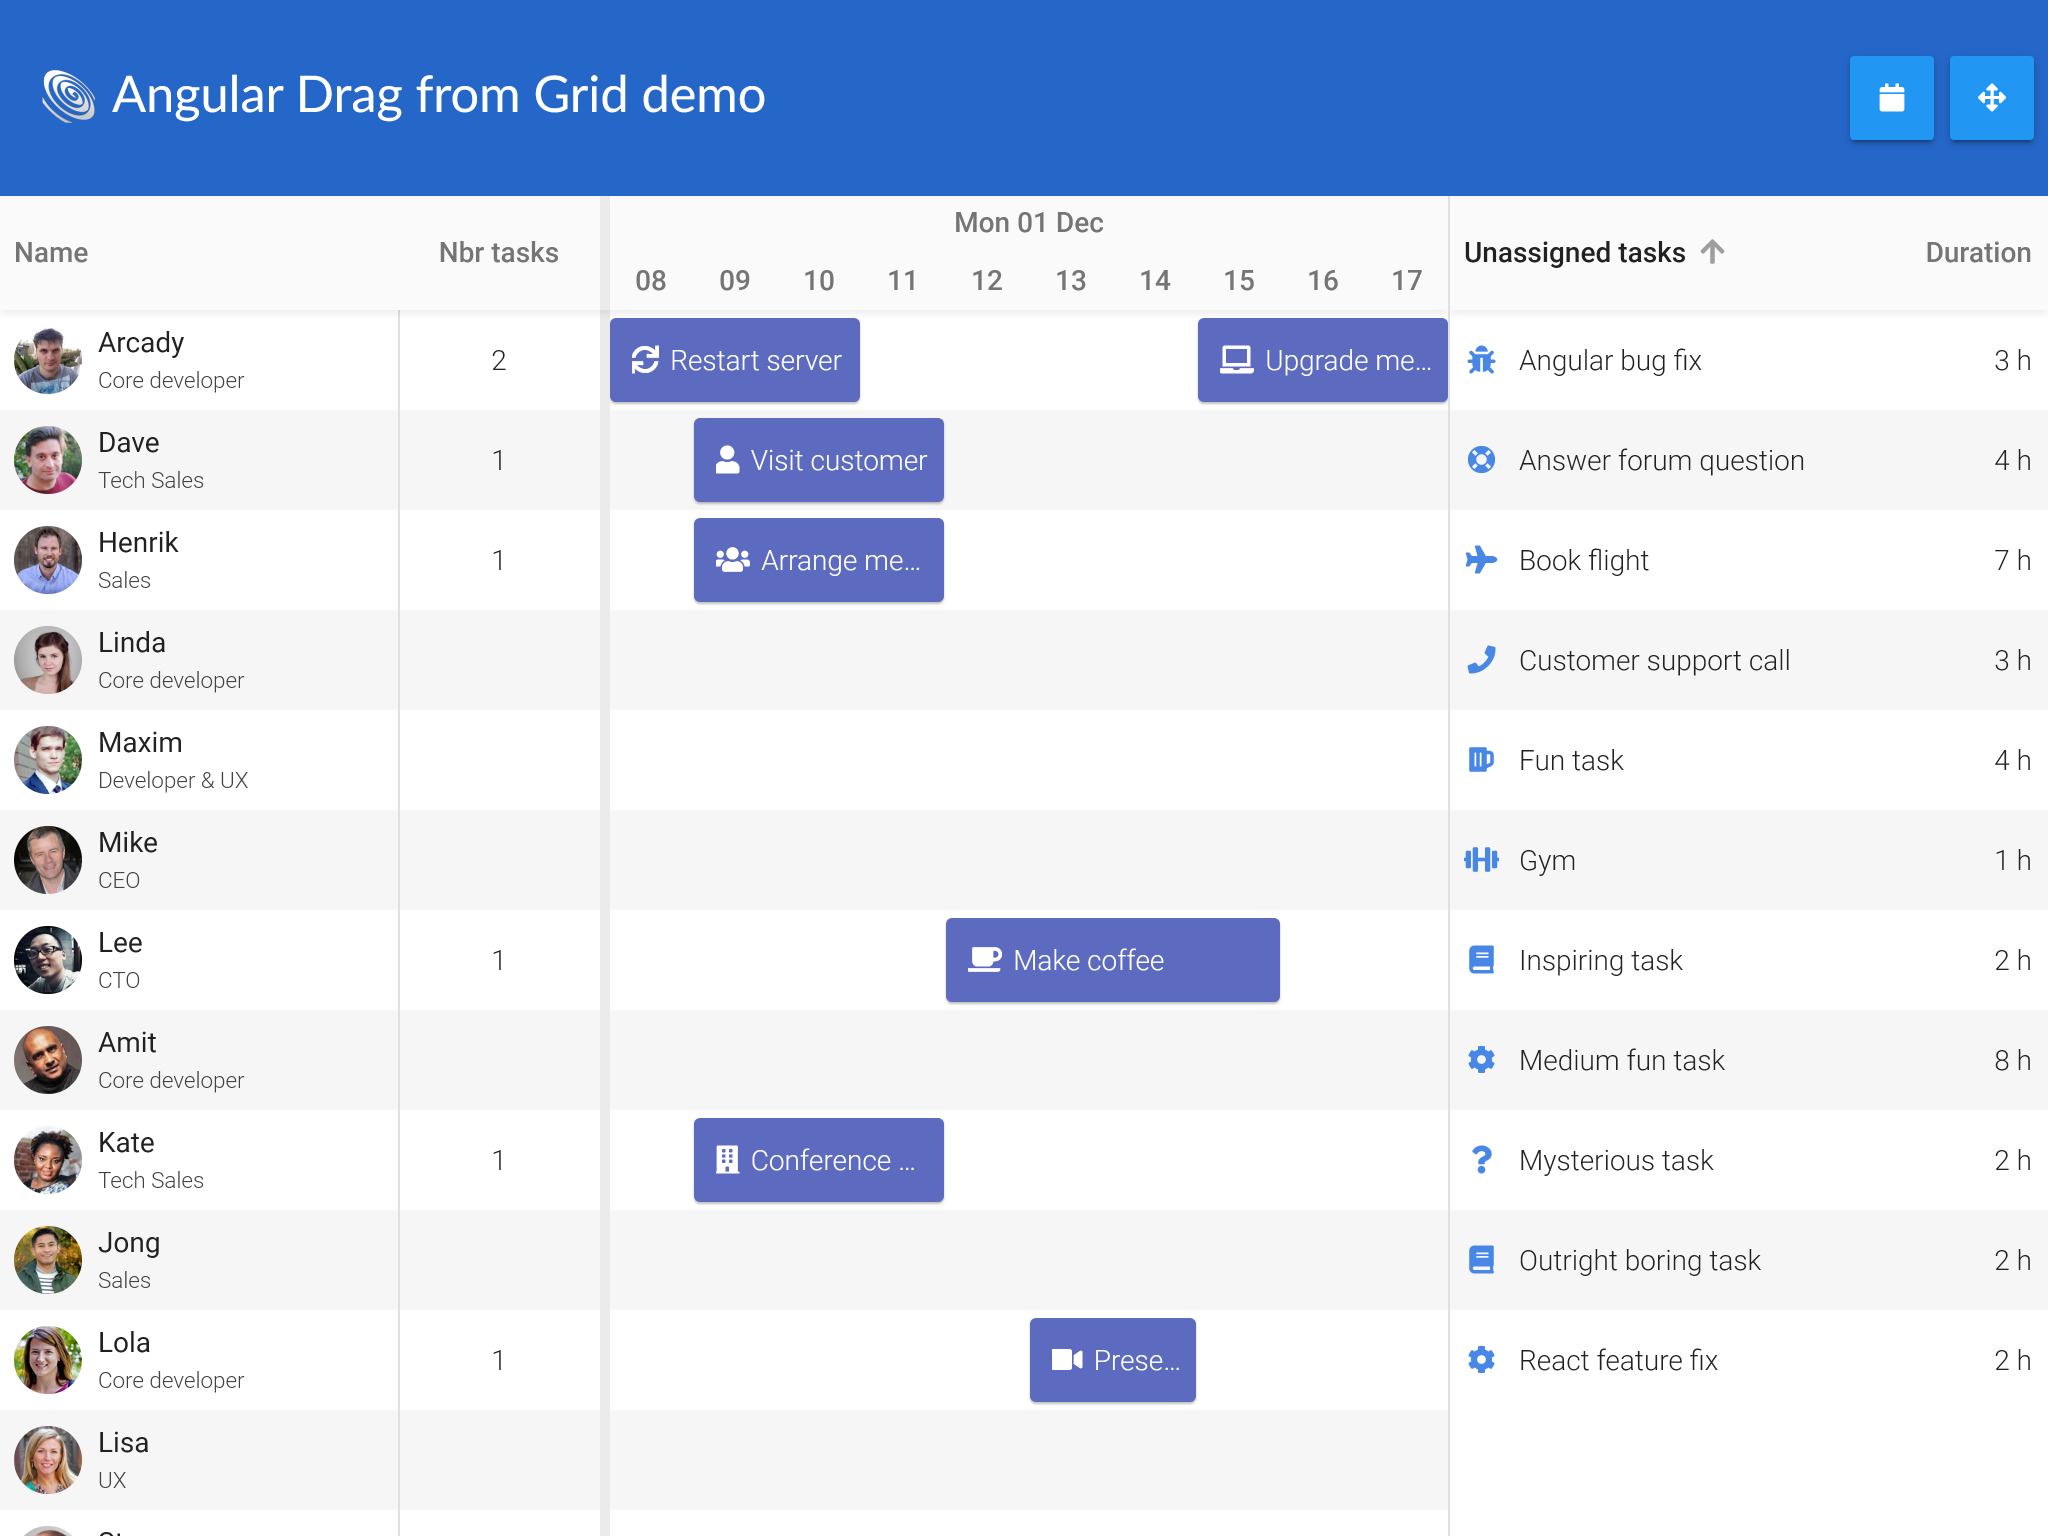 Angular Drag from Grid demo
Name
Nbr tasks
Mon 01 Dec
08 09 10 11 12 13 14 15 16 17
Unassigned tasks
Duration
Arcady
Core developer
2
Restart server
Upgrade me...
Angular bug fix
3 h
Dave
Tech Sales
1
Visit customer
Answer forum question
4 h
Henrik
Sales
1
Arrange me...
Book flight
7 h
Linda
Core developer
Customer support call
3 h
Maxim
Developer & UX
Fun task
4 h
Mike
CEO
Gym
1 h
Lee
CTO
1
Make coffee
Inspiring task
2 h
Amit
Core developer
Medium fun task
8 h
Kate
Tech Sales
1
Conference ...
Mysterious task
2 h
Jong
Sales
Outright boring task
2 h
Lola
Core developer
1
Prese...
React feature fix
2 h
Lisa
UX